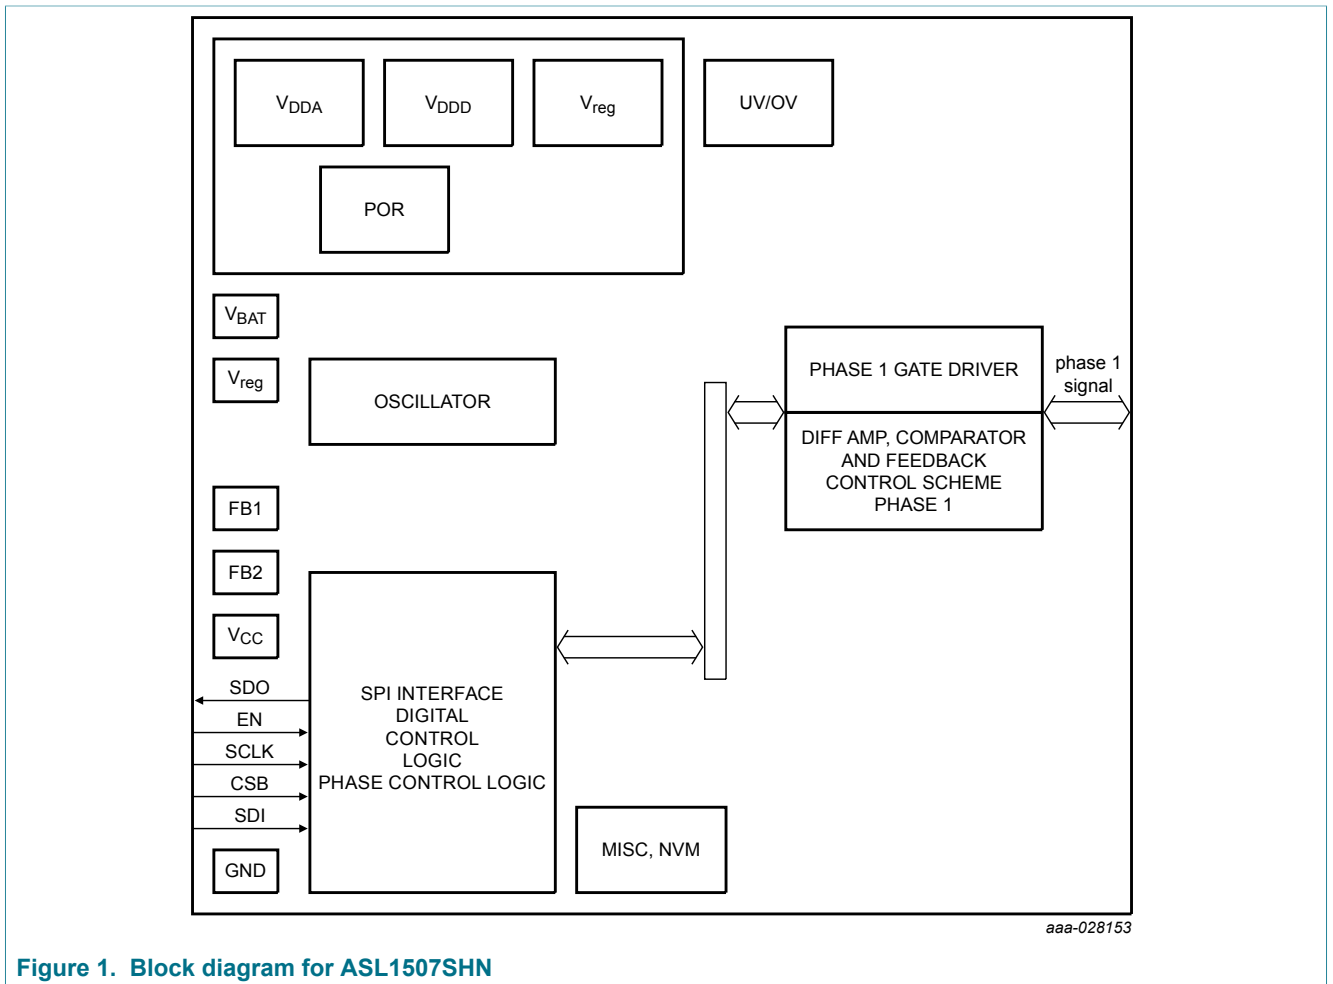 VDDA
VDDD
Vreg
UV/OV
POR
VBAT
Vreg
OSCILLATOR
PHASE 1 GATE DRIVER
phase 1
signal
DIFF AMP, COMPARATOR
AND FEEDBACK
CONTROL SCHEME
PHASE 1
FB1
FB2
VCC
SDO
EN
SCLK
CSB
SDI
GND
SPI INTERFACE
DIGITAL
CONTROL
LOGIC
PHASE CONTROL LOGIC
MISC, NVM
aaa-028153
Figure 1. Block diagram for ASL1507SHN